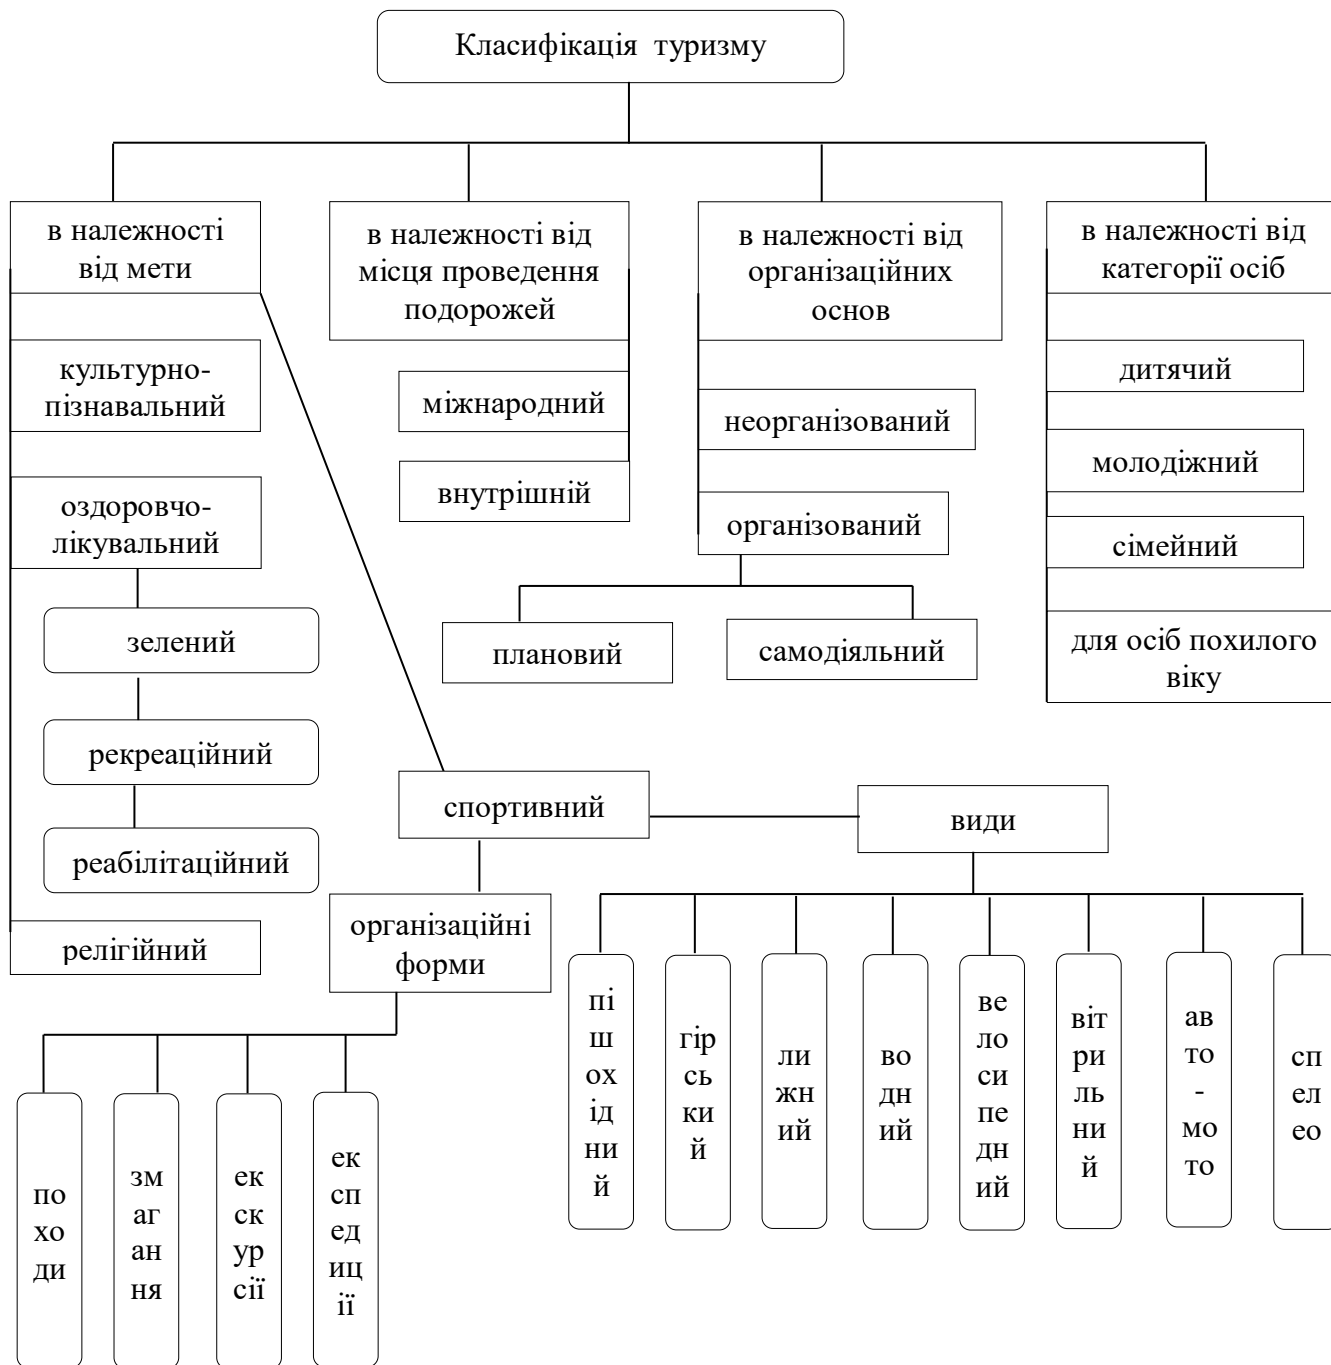 Класифікація туризму
в належності
від мети
в належності від
місця проведення
подорожей
в належності від
організаційних
основ
в належності від
категорії осіб
культурно-
пізнавальний
оздоровчо-
лікувальний
зелений
рекреаційний
реабілітаційний
релігійний
міжнародний
внутрішній
неорганізований
організований
плановий
самодіяльний
дитячий
молодіжний
сімейний
для осіб похилого
віку
спортивний
види
організаційні
форми
по
хо
ди
зм
аг
ан
ня
ек
ск
ур
сії
ек
сп
ед
иц
ії
пі
ш
ох
ід
ни
й
гір
сь
ки
й
ли
жн
ий
во
дн
ий
ве
ло
си
пе
дн
ий
віт
ри
ль
ни
й
ав
то
-
мо
то
сп
ел
ео